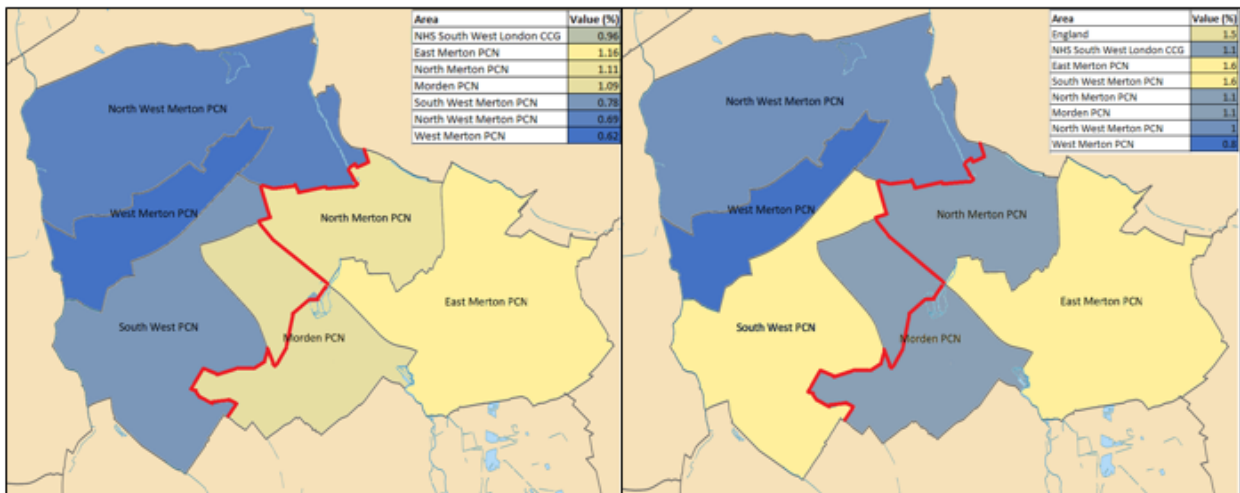 Area Value (%)
NHS South West London CCG 0.96
East Merton PCN 1.16
North Merton PCN 1.11
Morden PCN 1.09
South West Merton PCN 0.78
North West Merton PCN 0.69
West Merton PCN 0.62
North West Merton PCN
West Merton PCN
North Merton PCN
East Merton PCN
South West PCN
Morden PCN
Area Value (%)
England 1.5
NHS South West London CCG 1.1
East Merton PCN 1.6
South West Merton PCN 1.6
North Merton PCN 1.1
Morden PCN 1.1
North West Merton PCN 1
West Merton PCN 0.8
North West Merton PCN
West Merton PCN
North Merton PCN
East Merton PCN
South West PCN
Morden PCN